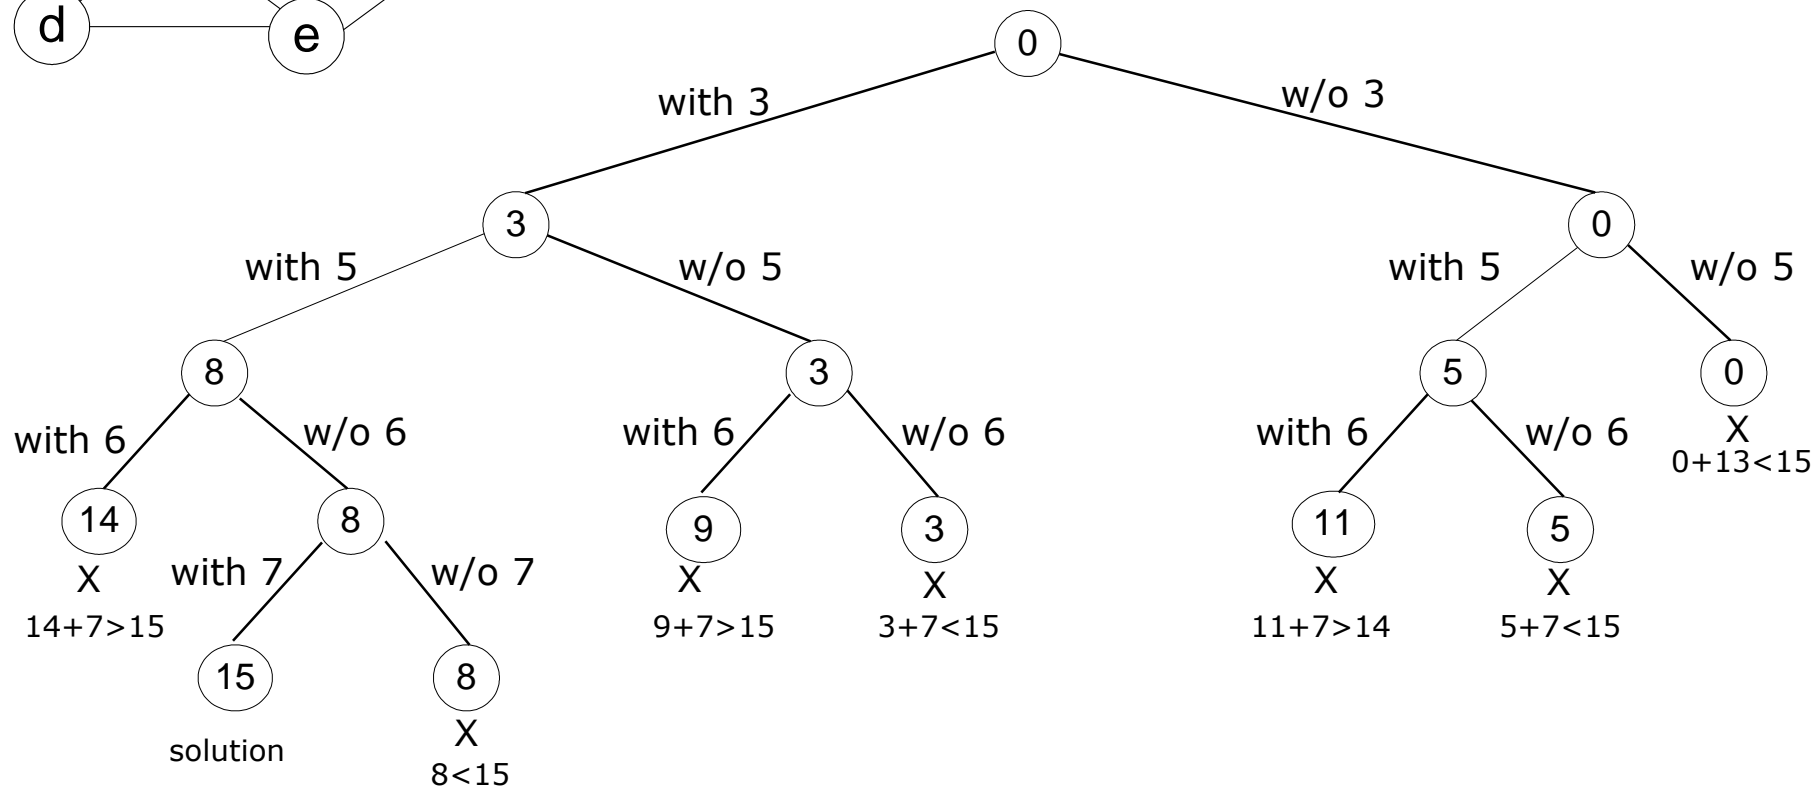 d
e
0
with 3
w/o 3
3
0
with 5
w/o 5
with 5
w/o 5
8
3
5
0
with 6
w/o 6
with 6
w/o 6
with 6
w/o 6
X
0+13<15
14
8
9
3
11
5
X
with 7
w/o 7
X
X
X
X
14+7>15
9+7>15
3+7<15
11+7>14
5+7<15
15
8
solution
X
8<15